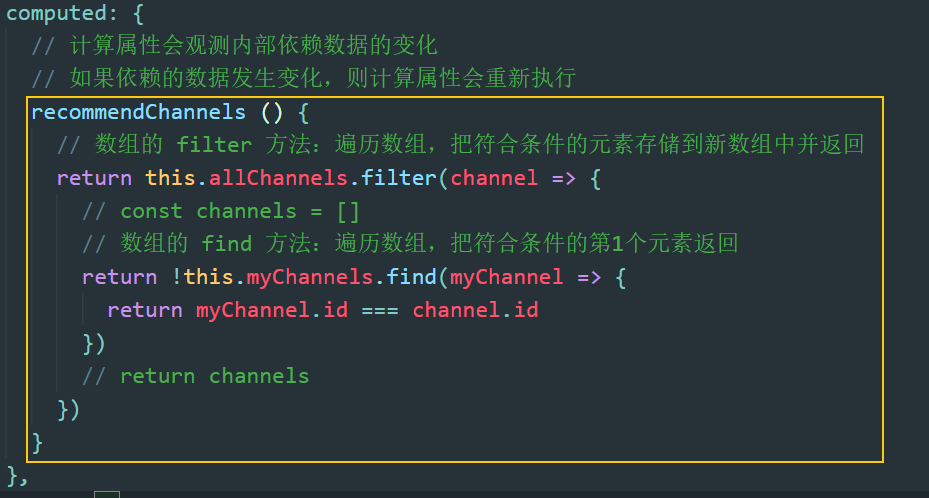 computed: {
// 计算属性会观测内部依赖数据的变化
// 如果依赖的数据发生变化，则计算属性会重新执行
recommendChannels () {
// 数组的 filter 方法：遍历数组，把符合条件的元素存储到新数组中并返回
return this.allChannels.filter(channel => {
// const channels = []
// 数组的 find 方法：遍历数组，把符合条件的第1个元素返回
return !this.myChannels.find(myChannel => {
return myChannel.id === channel.id
})
// return channels
})
}
},